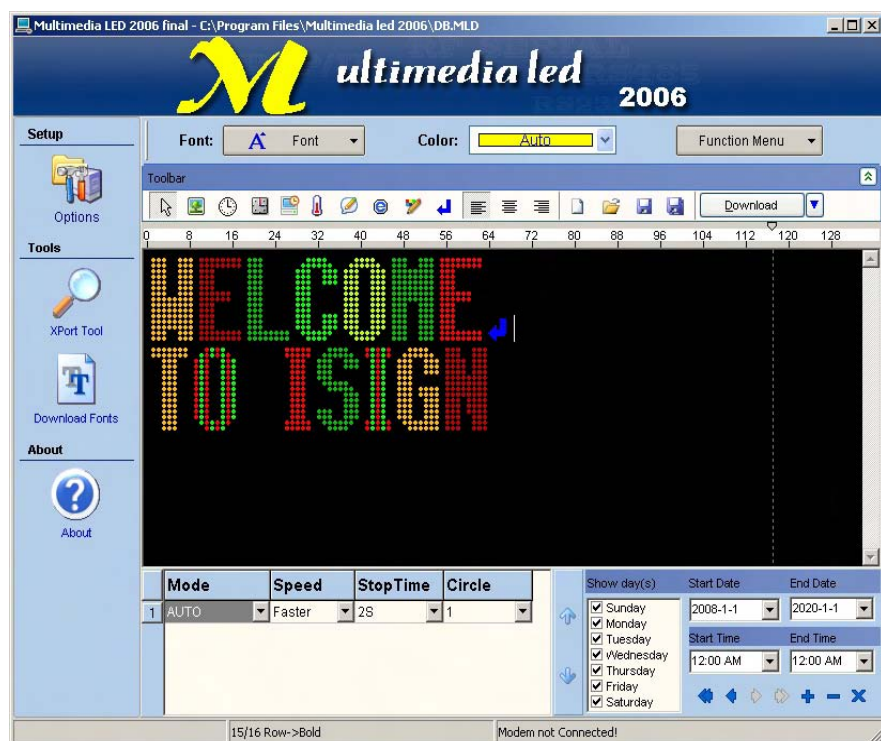 Multimedia LED 2006 final - C:\Program Files\Multimedia led 2006\DB.MLD
Multimedia led
2006
Setup
Options
Tools
XPort Tool
Download Fonts
About
About
Font: A Font Color: Auto Function Menu
Toolbar
Download
0 8 16 24 32 40 48 56 64 72 80 88 96 104 112 120 128
WELCOME
TO ISIGN
Mode Speed StopTime Circle
1 AUTO Faster 2S 1
Show day(s)
Sunday
Monday
Tuesday
Wednesday
Thursday
Friday
Saturday
Start Date End Date
2008-1-1 2020-1-1
Start Time End Time
12:00 AM 12:00 AM
15/16 Row->Bold Modem not Connected!